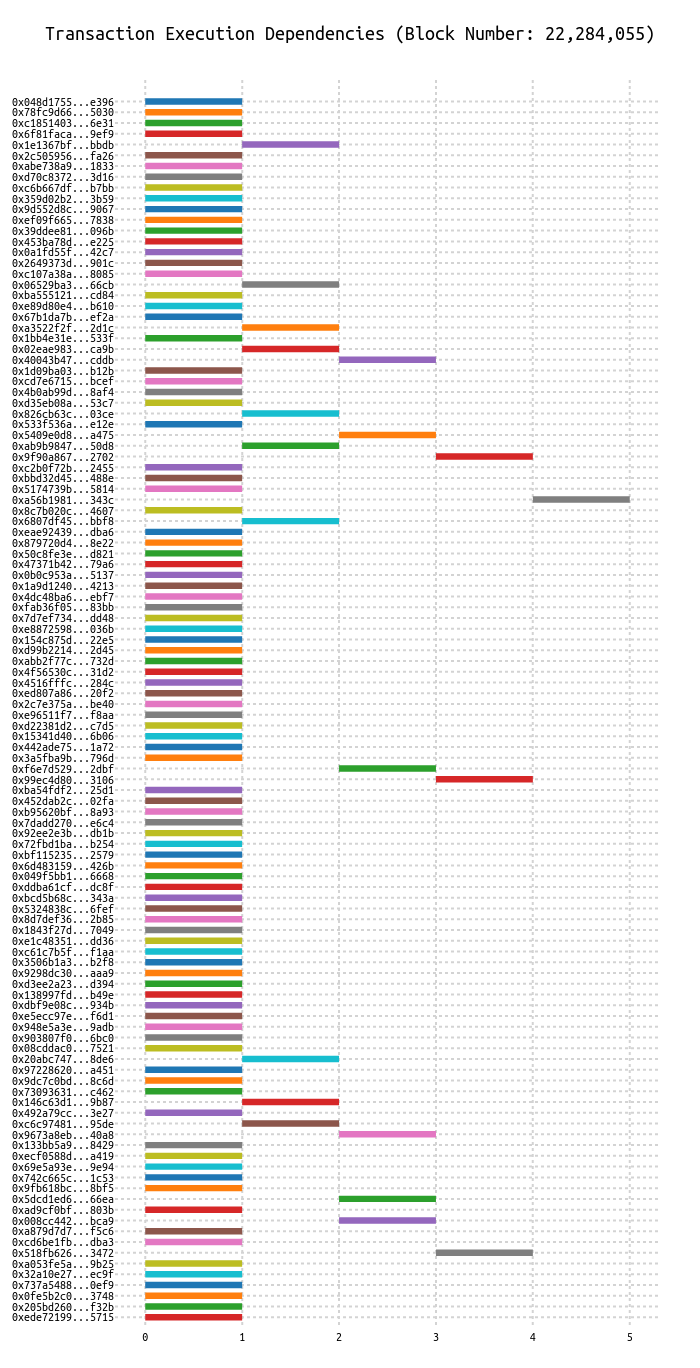 Transaction Execution Dependencies (Block Number: 22,284,055)
0x048d1755...e396
0x78fc9d66...5030
0xc1851403...6e31
0x6f81faca...9ef9
0x1e1367bf...bbdb
0x2c505956...fa26
0xabe738a9...1833
0xd70c8372...3d16
0xc6b667df...b7bb
0x359d02b2...3b59
0x9d552d8c...9067
0xef09f665...7838
0x39ddee81...096b
0x453ba78d...e225
0x0a1fd55f...42c7
0x2649373d...901c
0xc107a38a...8085
0x06529ba3...66cb
0xba555121...cd84
0xe89d80e4...b610
0x67b1da7b...ef2a
0xa3522f2f...2d1c
0x1bb4e31e...533f
0x02eae983...ca9b
0x40043b47...cddb
0x1d09ba03...b12b
0xcd7e6715...bcef
0x4b0ab99d...8af4
0xd35eb08a...53c7
0x826cb63c...03ce
0x533f536a...e12e
0x5409e0d8...a475
0xab9b9847...50d8
0x9f90a867...2702
0xc2b0f72b...2455
0xbbd32d45...488e
0x5174739b...5814
0xa56b1981...343c
0x8c7b020c...4607
0x6807df45...bbf8
0xeae92439...dba6
0x879720d4...8e22
0x50c8fe3e...d821
0x47371b42...79a6
0x0b0c953a...5137
0x1a9d1240...4213
0x4dc48ba6...ebf7
0xfab36f05...83bb
0x7d7ef734...dd48
0xe8872598...036b
0x154c875d...22e5
0xd99b2214...2d45
0xabb2f77c...732d
0x4f56530c...31d2
0x4516fffc...284c
0xed807a86...20f2
0x2c7e375a...be40
0xe96511f7...f8aa
0xd22381d2...c7d5
0x15341d40...6b06
0x442ade75...1a72
0x3a5fba9b...796d
0xf6e7d529...2dbf
0x99ec4d80...3106
0xba54fdf2...25d1
0x452dab2c...02fa
0xb95620bf...8a93
0x7dadd270...e6c4
0x92ee2e3b...db1b
0x72fbd1ba...b254
0xbf115235...2579
0x6d483159...426b
0x049f5bb1...6668
0xddba61cf...dc8f
0xbcd5b68c...343a
0x5324838c...6fef
0x8d7def36...2b85
0x1843f27d...7049
0xe1c48351...dd36
0xc61c7b5f...f1aa
0x3506b1a3...b2f8
0x9298dc30...aaa9
0xd3ee2a23...d394
0x138997fd...b49e
0xdbf9e08c...934b
0xe5ecc97e...f6d1
0x948e5a3e...9adb
0x903807f0...6bc0
0x08cddac0...7521
0x20abc747...8de6
0x97228620...a451
0x9dc7c0bd...8c6d
0x73093631...c462
0x146c63d1...9b87
0x492a79cc...3e27
0xc6c97481...95de
0x9673a8eb...40a8
0x133bb5a9...8429
0xecf0588d...a419
0x69e5a93e...9e94
0x742c665c...1c53
0x9fb618bc...8bf5
0x5dcd1ed6...66ea
0xad9cf0bf...803b
0x008cc442...bca9
0xa879d7d7...f5c6
0xcd6be1fb...dba3
0x518fb626...3472
0xa053fe5a...9b25
0x32a10e27...ec9f
0x737a5488...0ef9
0x0fe5b2c0...3748
0x205bd260...f32b
0xede72199...5715
0 1 2 3 4 5